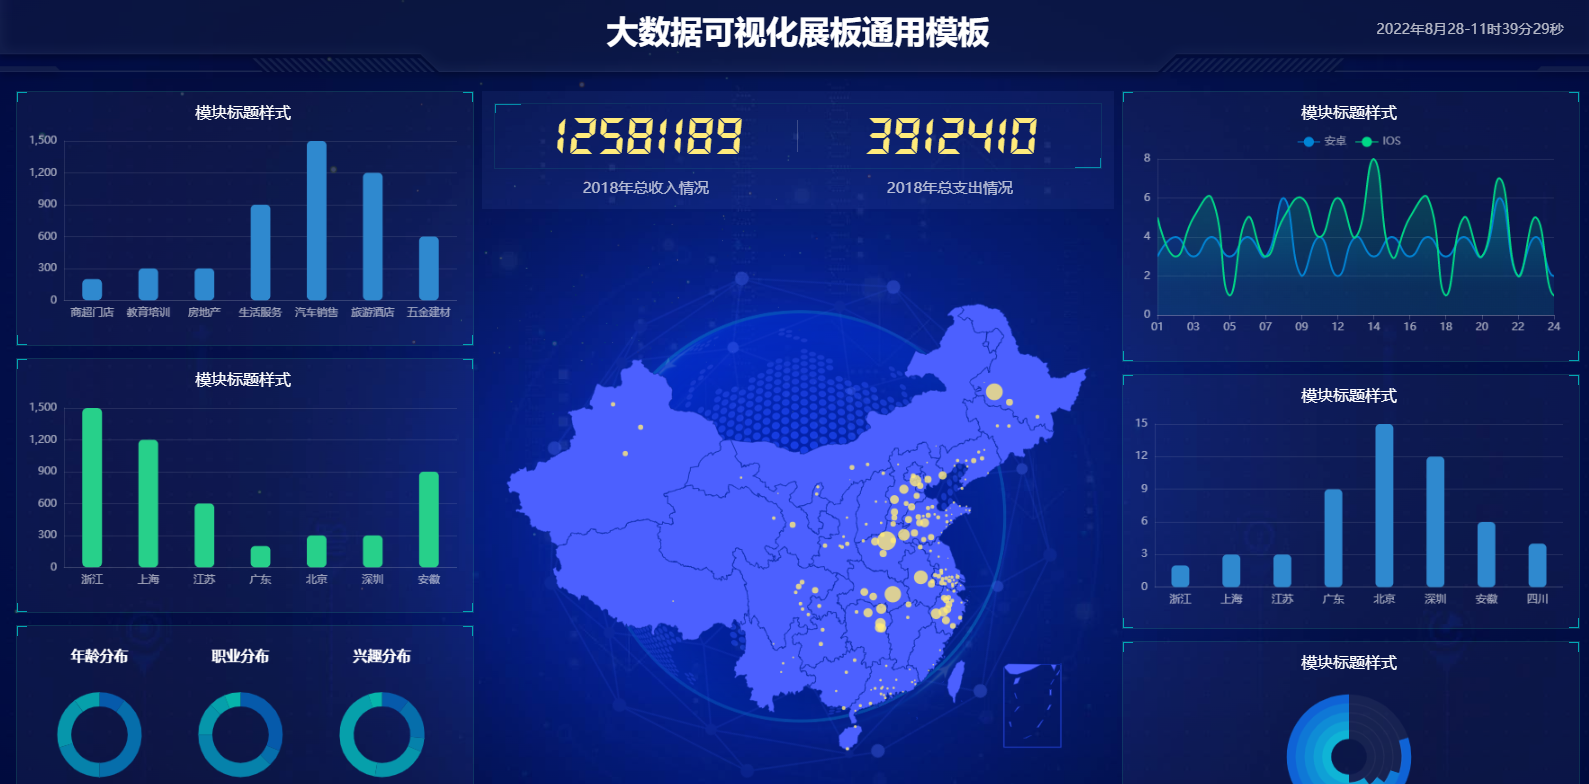 大数据可视化展板通用模板
2022年8月28-11时39分29秒
模块标题样式
1,500
1,200
900
600
300
0
商超门店 教育培训 房地产 生活服务 汽车销售 旅游酒店 五金建材
模块标题样式
1,500
1,200
900
600
300
0
浙江 上海 江苏 广东 北京 深圳 安徽
年龄分布 职业分布 兴趣分布
12581189 3912410
2018年总收入情况 2018年总支出情况
模块标题样式
安卓 IOS
8
6
4
2
0
01 03 05 07 09 12 14 16 18 20 22 24
模块标题样式
15
12
9
6
3
0
浙江 上海 江苏 广东 北京 深圳 安徽 四川
模块标题样式